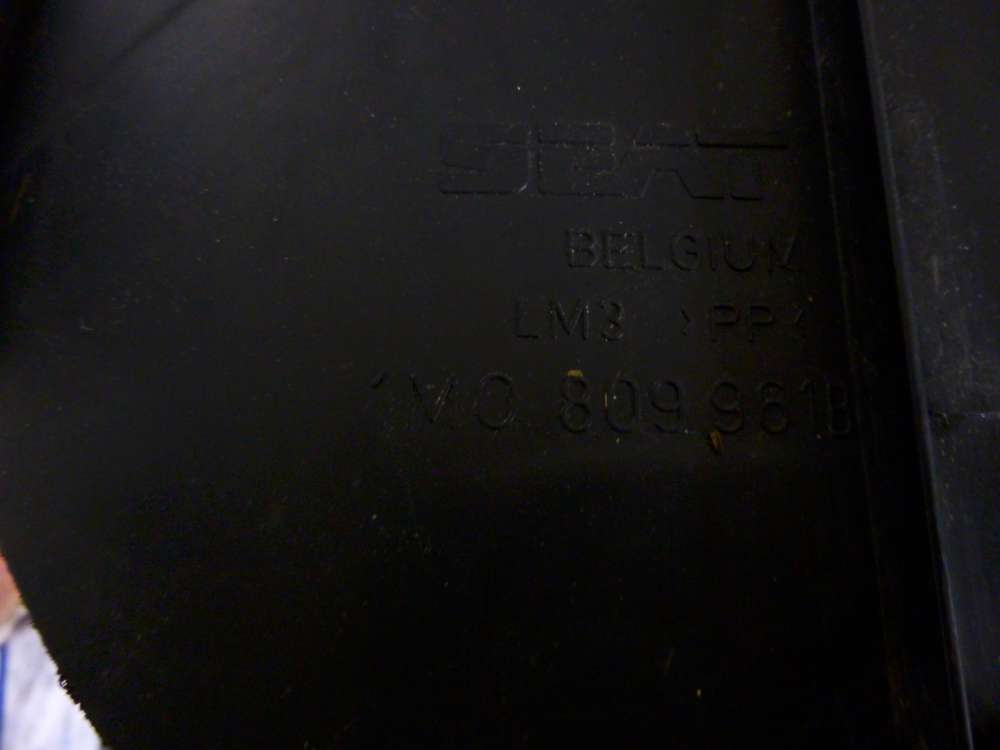 SEAT
BELGIUM
LM3 >PP<
1M0 809 961B